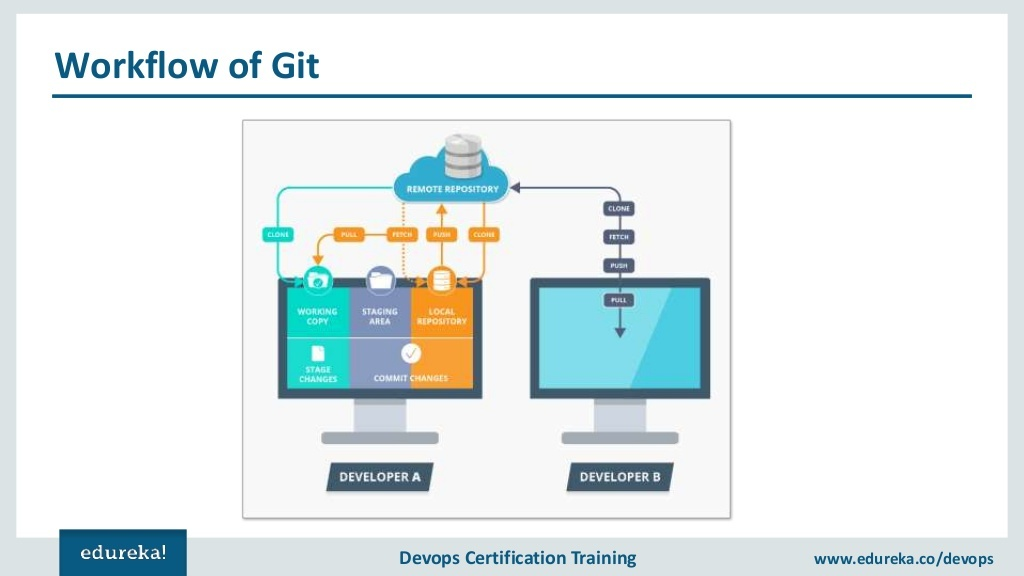 Workflow of Git
REMOTE REPOSITORY
CLONE
PULL
FETCH
PUSH
CLONE
WORKING
COPY
STAGING
AREA
LOCAL
REPOSITORY
STAGE
CHANGES
COMMIT CHANGES
DEVELOPER A
CLONE
FETCH
PUSH
PULL
DEVELOPER B
edureka!
Devops Certification Training
www.edureka.co/devops